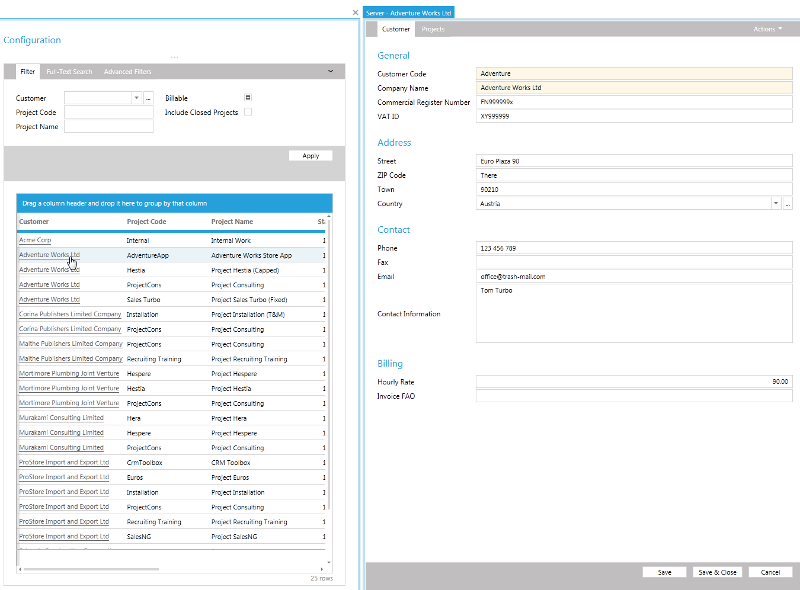 Configuration
Filter Full-Text Search Advanced Filters
Customer ... Billable
Project Code Include Closed Projects
Project Name
Apply
Drag a column header and drop it here to group by that column
Customer Project Code Project Name St
Acme Corp Internal Internal Work 1
Adventure Works Ltd AdventureApp Adventure Works Store App 1
Adventure Works Ltd Hestia Project Hestia (Capped) 1
Adventure Works Ltd ProjectCons Project Consulting 1
Adventure Works Ltd Sales Turbo Project Sales Turbo (Fixed) 1
Corina Publishers Limited Company Installation Project Installation (T&M) 1
Corina Publishers Limited Company ProjectCons Project Consulting 1
Malthe Publishers Limited Company ProjectCons Project Consulting 1
Malthe Publishers Limited Company Recruiting Training Project Recruiting Training 1
Mortimore Plumbing Joint Venture Hespere Project Hespere 1
Mortimore Plumbing Joint Venture Hestia Project Hestia 1
Mortimore Plumbing Joint Venture ProjectCons Project Consulting 1
Murakami Consulting Limited Hera Project Hera 1
Murakami Consulting Limited Hespere Project Hespere 1
Murakami Consulting Limited ProjectCons Project Consulting 1
ProStore Import and Export Ltd CrmToolbox CRM Toolbox 1
ProStore Import and Export Ltd Euros Project Euros 1
ProStore Import and Export Ltd Installation Project Installation 1
ProStore Import and Export Ltd ProjectCons Project Consulting 1
ProStore Import and Export Ltd Recruiting Training Project Recruiting Training 1
ProStore Import and Export Ltd SalesNG Project SalesNG 1
25 rows
Server - Adventure Works Ltd
Customer Projects Actions
General
Customer Code Adventure
Company Name Adventure Works Ltd
Commercial Register Number FN999999x
VAT ID XY999999
Address
Street Euro Plaza 90
ZIP Code There
Town 90210
Country Austria ...
Contact
Phone 123 456 789
Fax
Email office@trash-mail.com
Tom Turbo
Contact Information
Billing
Hourly Rate 90.00
Invoice FAO
Save Save & Close Cancel